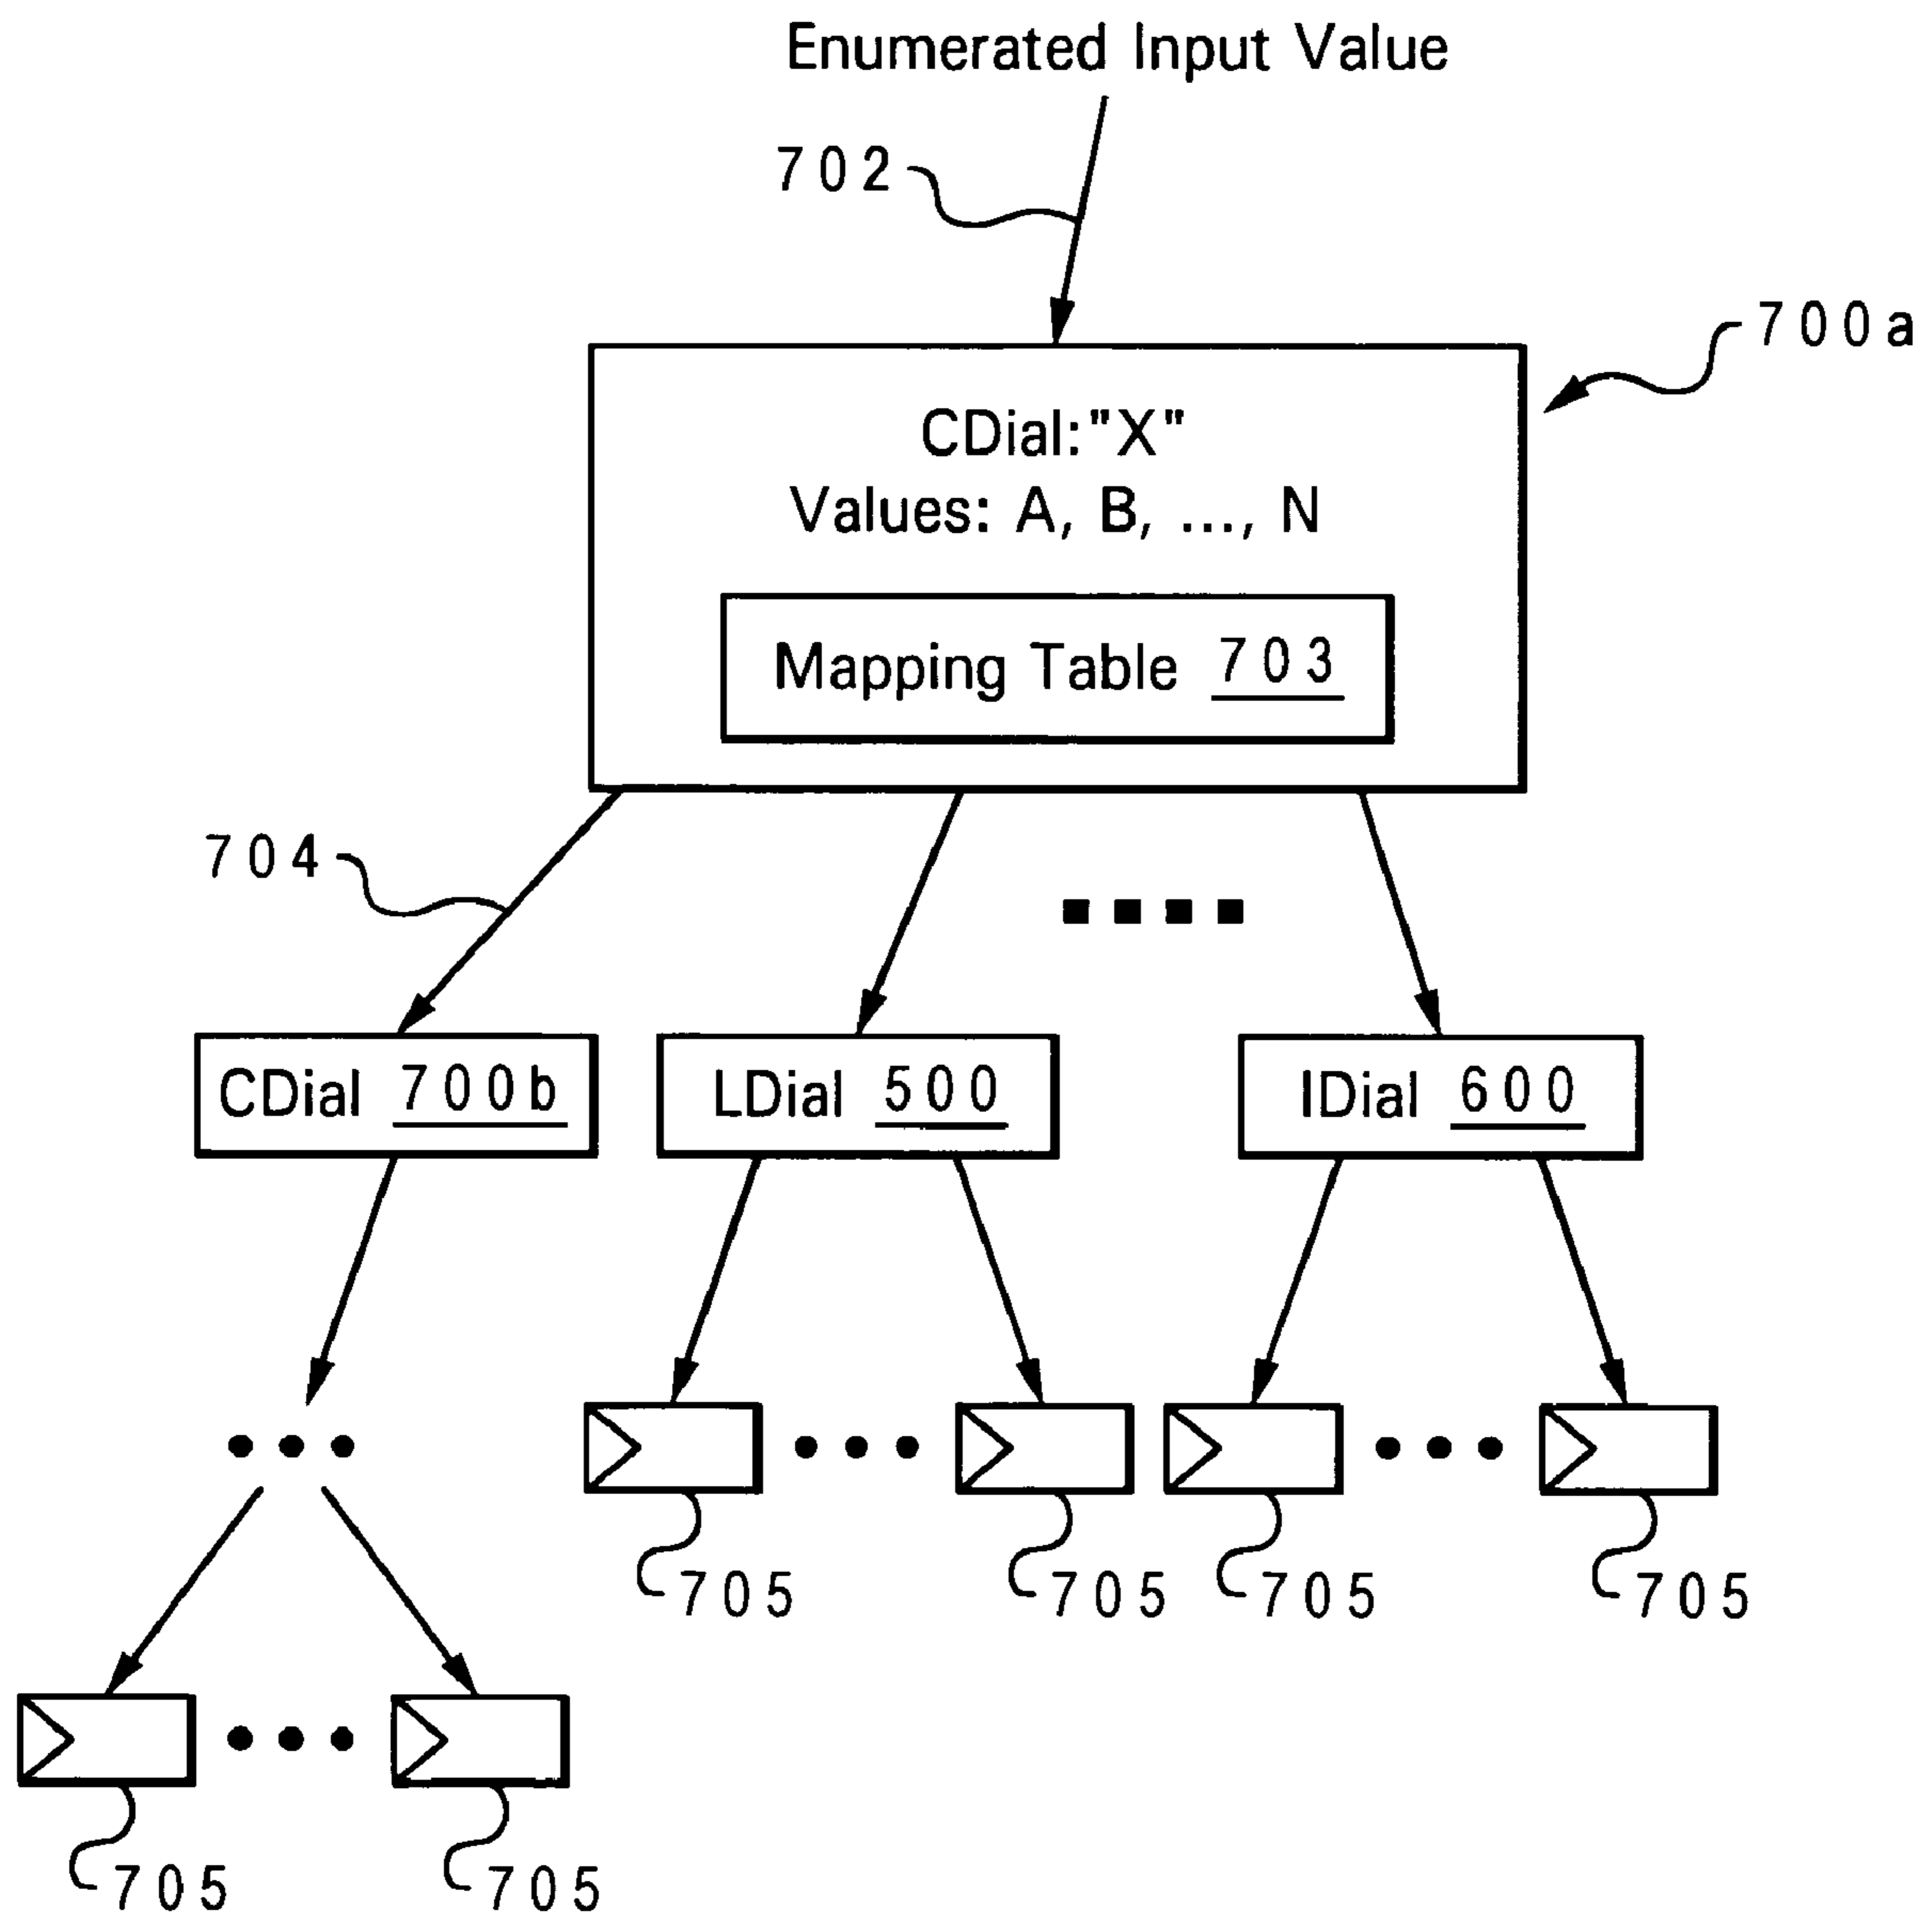 Enumerated Input Value
702
700a
CDial:"X"
Values: A, B, ..., N
Mapping Table 703
704
CDial 700b
LDial 500
IDial 600
705
705
705
705
705
705